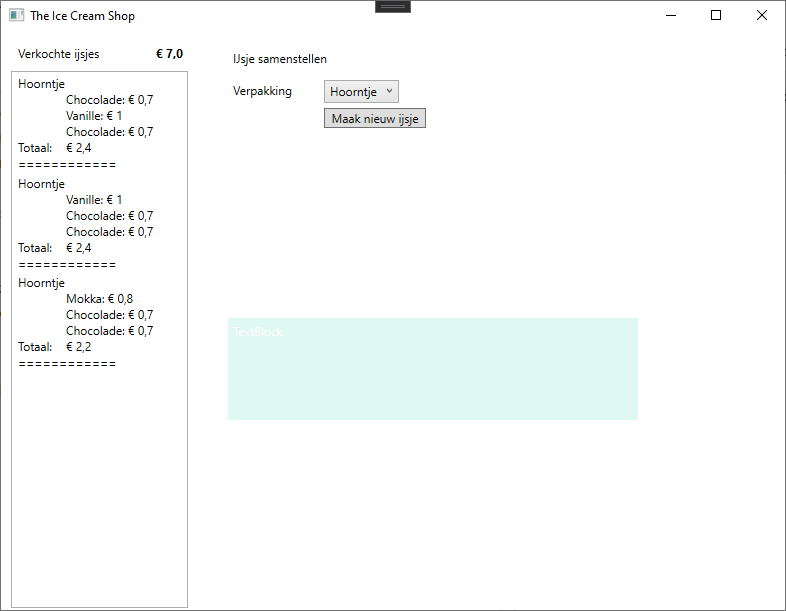 The Ice Cream Shop
Verkochte ijsjes € 7,0
Hoorntje
Chocolade: € 0,7
Vanille: € 1
Chocolade: € 0,7
Totaal: € 2,4
============
Hoorntje
Vanille: € 1
Chocolade: € 0,7
Chocolade: € 0,7
Totaal: € 2,4
============
Hoorntje
Mokka: € 0,8
Chocolade: € 0,7
Chocolade: € 0,7
Totaal: € 2,2
============
IJsje samenstellen
Verpakking Hoorntje
Maak nieuw ijsje
TextBlock